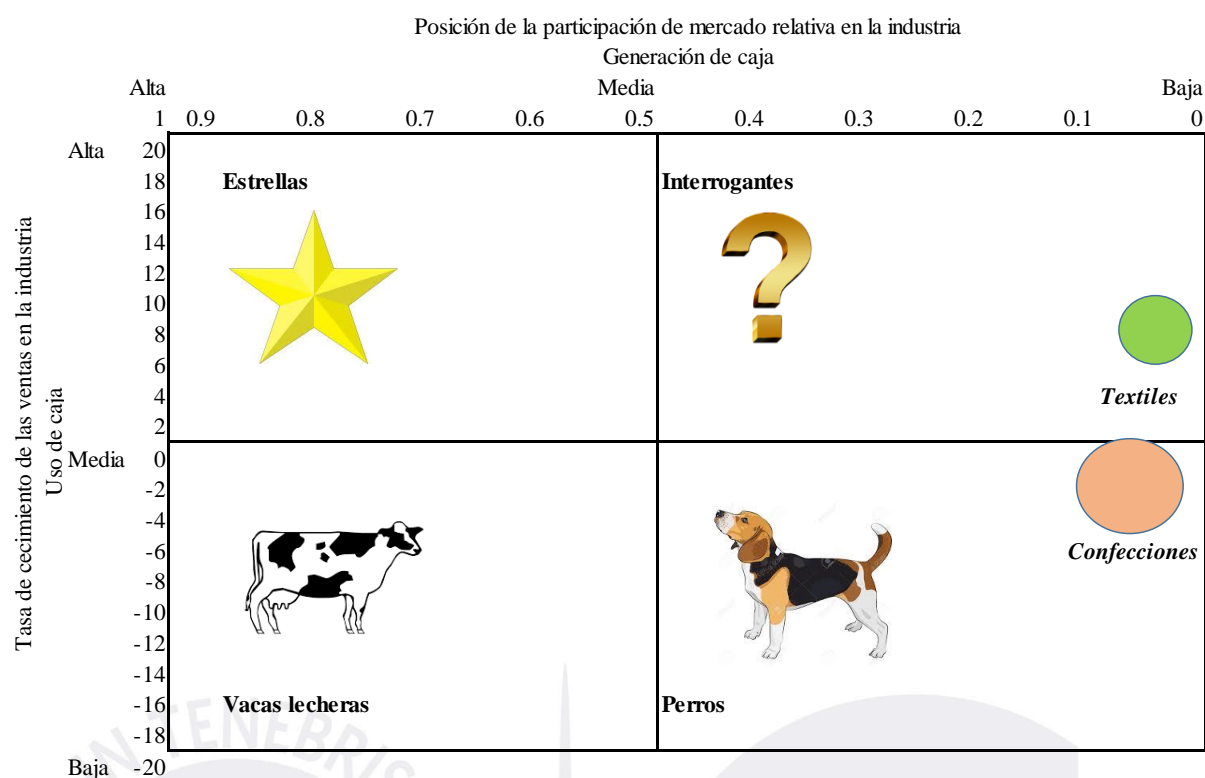 Posición de la participación de mercado relativa en la industria
Generación de caja
Alta Media Baja
1 0.9 0.8 0.7 0.6 0.5 0.4 0.3 0.2 0.1 0
Alta 20
18 Estrellas Interrogantes
16
14
12
10
8
6
4 Textiles
2
Media 0
-2
-4
-6 Confecciones
-8
-10
-12
-14
-16 Vacas lecheras Perros
-18
Baja -20
Tasa de cecimiento de las ventas en la industria
Uso de caja
IN TENEBRIS